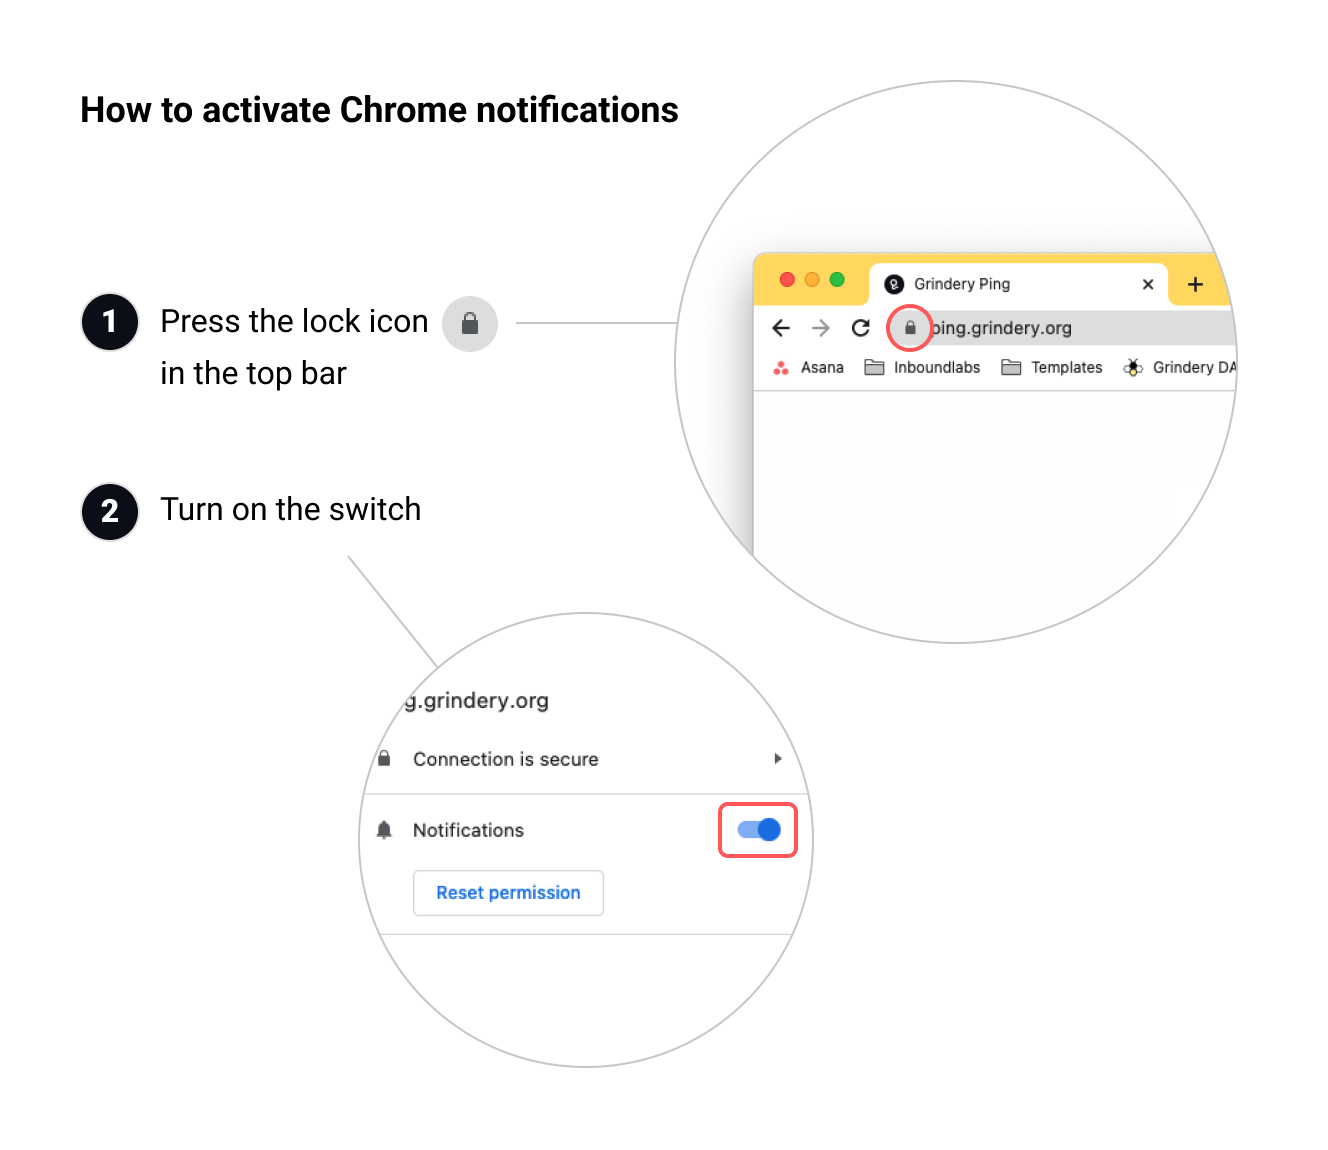 How to activate Chrome notifications
1 Press the lock icon
in the top bar
Grindery Ping
ping.grindery.org
Asana Inboundlabs Templates Grindery DA
2 Turn on the switch
g.grindery.org
Connection is secure
Notifications
Reset permission